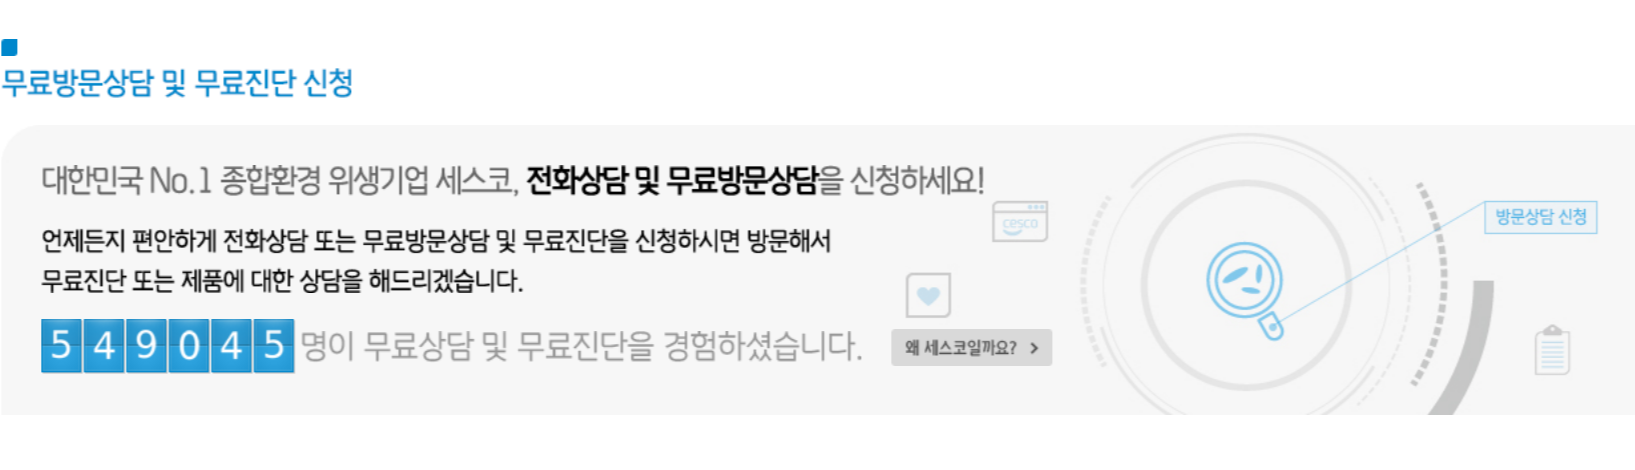 무료방문상담 및 무료진단 신청
대한민국 No.1 종합환경 위생기업 세스코, 전화상담 및 무료방문상담을 신청하세요!
cesco
방문상담 신청
언제든지 편안하게 전화상담 또는 무료방문상담 및 무료진단을 신청하시면 방문해서
무료진단 또는 제품에 대한 상담을 해드리겠습니다.
549045명이 무료상담 및 무료진단을 경험하셨습니다.
왜 세스코일까요? >